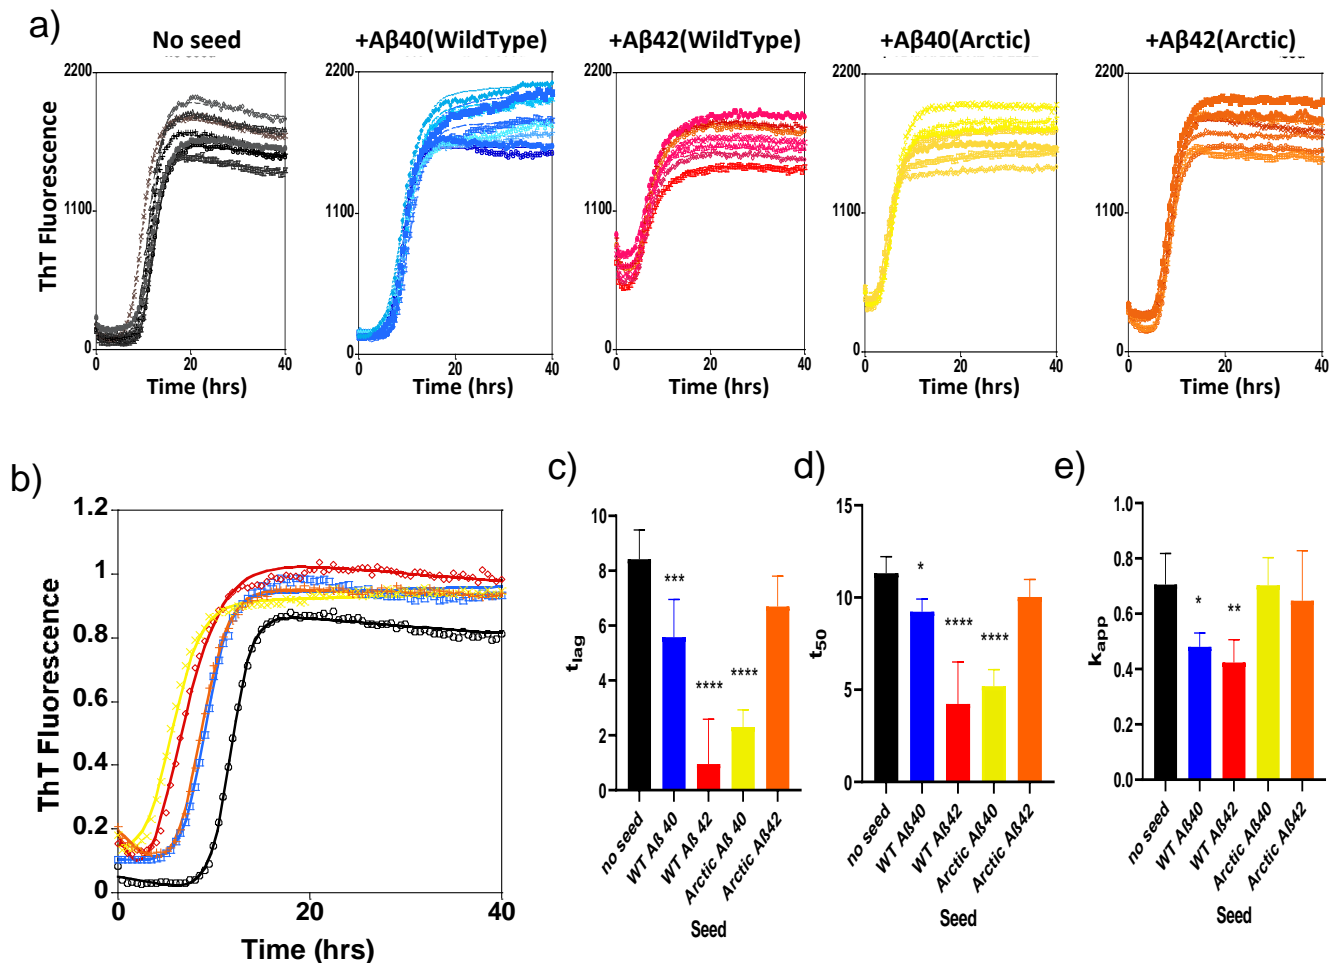 a)
No seed
+Aβ40(WildType)
+Aβ42(WildType)
+Aβ40(Arctic)
+Aβ42(Arctic)
2200
2200
2200
2200
2200
ThT Fluorescence
1100
1100
1100
1100
1100
0
0
0
0
0
0 20 40
0 20 40
0 20 40
0 20 40
0 20 40
Time (hrs)
Time (hrs)
Time (hrs)
Time (hrs)
Time (hrs)
b)
ThT Fluorescence
1.2
1
0.8
0.6
0.4
0.2
0
0 20 40
Time (hrs)
c)
tlag
10
8
6
4
2
0
***
****
****
no seed
WT Aβ 40
WT Aβ 42
Arctic Aβ 40
Arctic Aβ42
Seed
d)
t50
15
10
5
0
*
****
****
no seed
WT Aβ40
WT Aβ42
Arctic Aβ40
Arctic Aβ42
Seed
e)
kapp
1.0
0.8
0.6
0.4
0.2
0.0
*
**
no seed
WT Aβ40
WT Aβ42
Arctic Aβ40
Arctic Aβ42
Seed